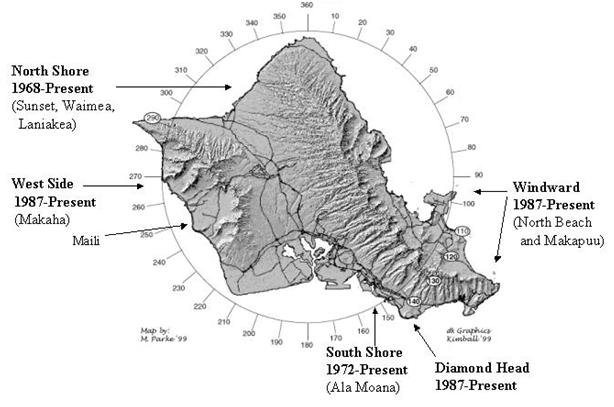 North Shore
1968-Present
(Sunset, Waimea,
Laniakea)
West Side
1987-Present
(Makaha)
Maili
Windward
1987-Present
(North Beach
and Makapuu)
South Shore
1972-Present
(Ala Moana)
Diamond Head
1987-Present
Map by:
M. Parke '99
dk Graphics
Kimball '99
360
10
20
30
40
50
60
70
80
90
100
110
120
130
140
150
160
170
180
190
200
210
220
230
240
250
260
270
280
290
300
310
320
330
340
350